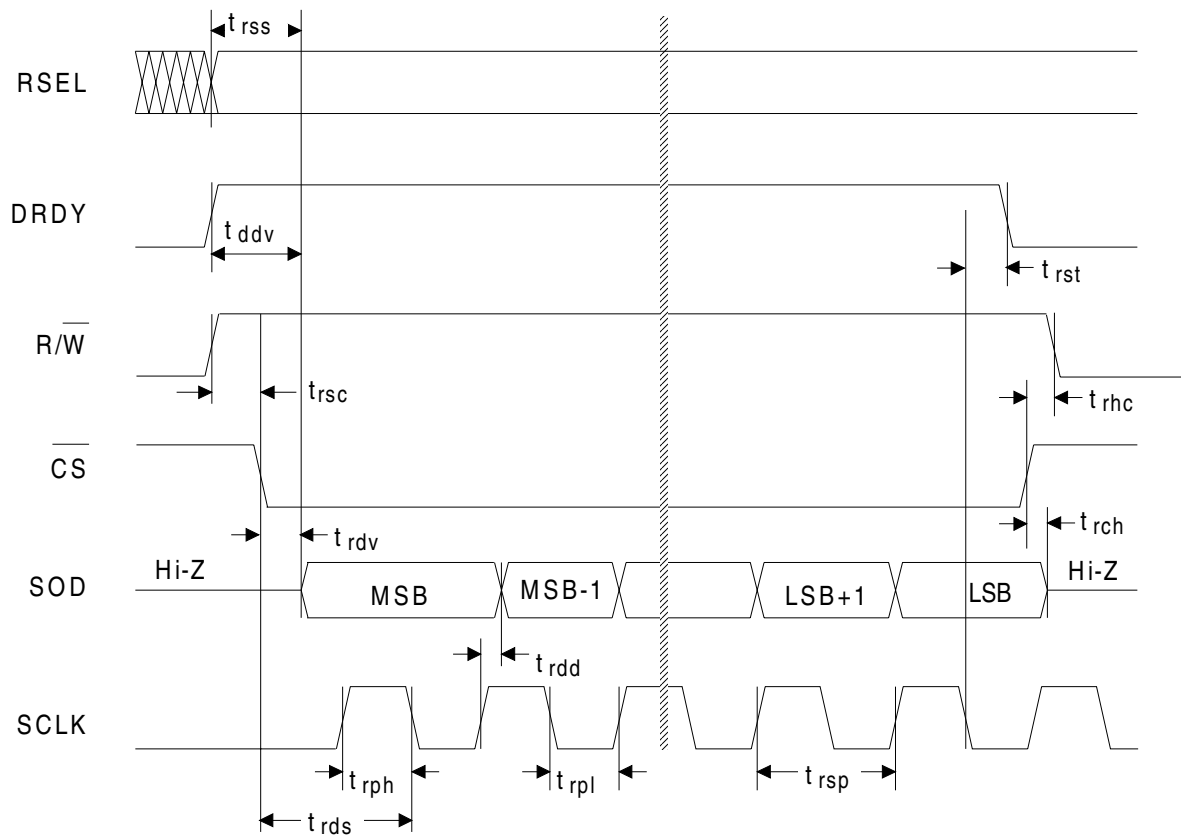 t rss
RSEL
DRDY
t ddv
t rst
R/W̅
t rsc
t rhc
C̅S̅
t rch
t rdv
Hi-Z
Hi-Z
SOD
MSB
MSB-1
LSB+1
LSB
t rdd
SCLK
t rph
t rpl
t rsp
t rds